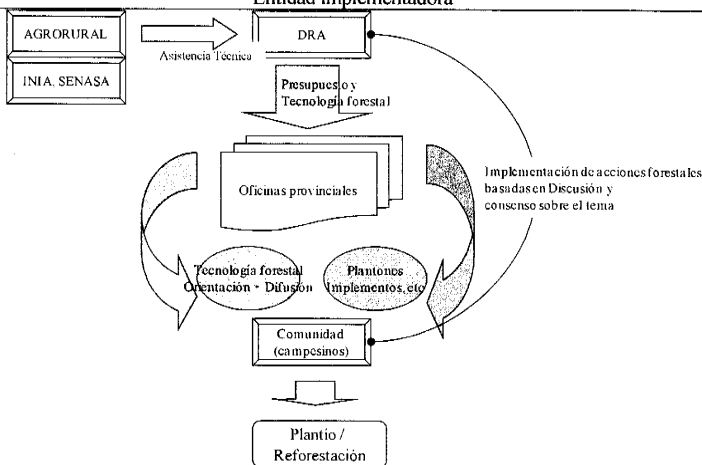 Entidad implementadora
AGRORURAL
DRA
Asistencia Técnica
INIA, SENASA
Presupuesto y
Tecnología forestal
Oficinas provinciales
Implementación de acciones forestales
basadas en Discusión y
consenso sobre el tema
Tecnología forestal
Orientación・Difusión
Plantones
Implementos, etc
Comunidad
(campesinos)
Plantío /
Reforestación